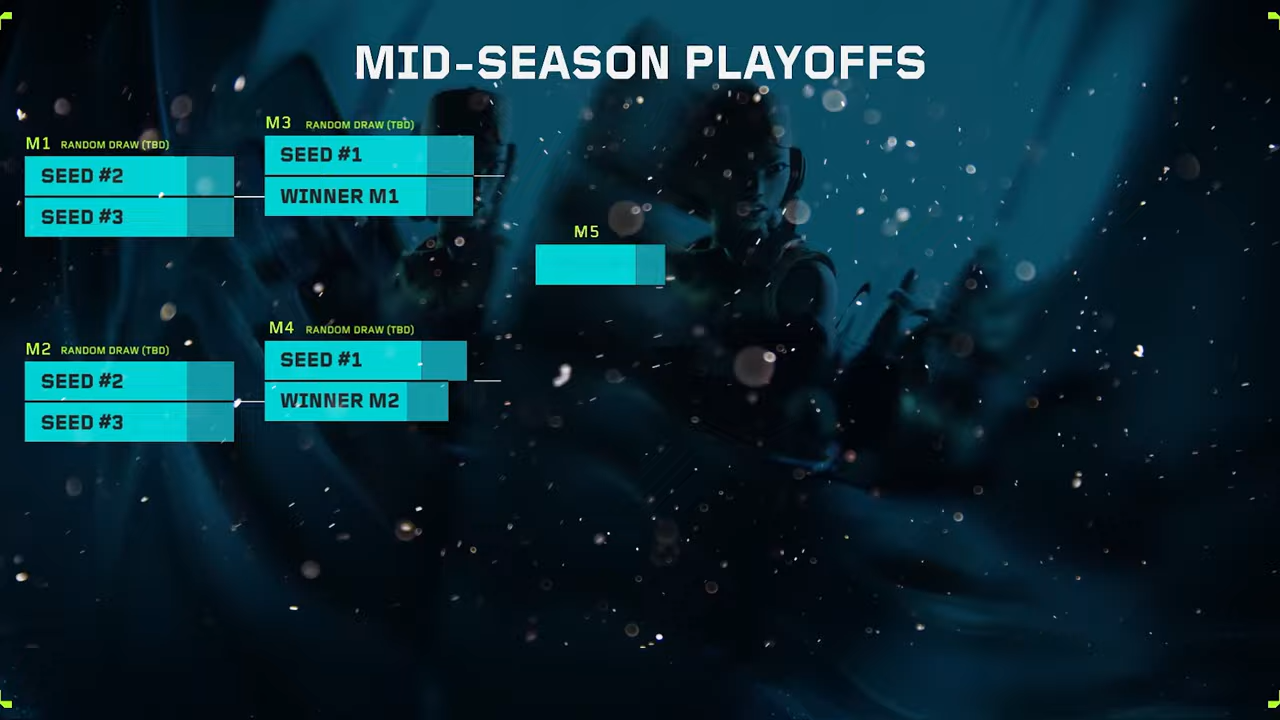 MID-SEASON PLAYOFFS
M1 RANDOM DRAW (TBD)
SEED #2
SEED #3
M3 RANDOM DRAW (TBD)
SEED #1
WINNER M1
M5
M2 RANDOM DRAW (TBD)
SEED #2
SEED #3
M4 RANDOM DRAW (TBD)
SEED #1
WINNER M2